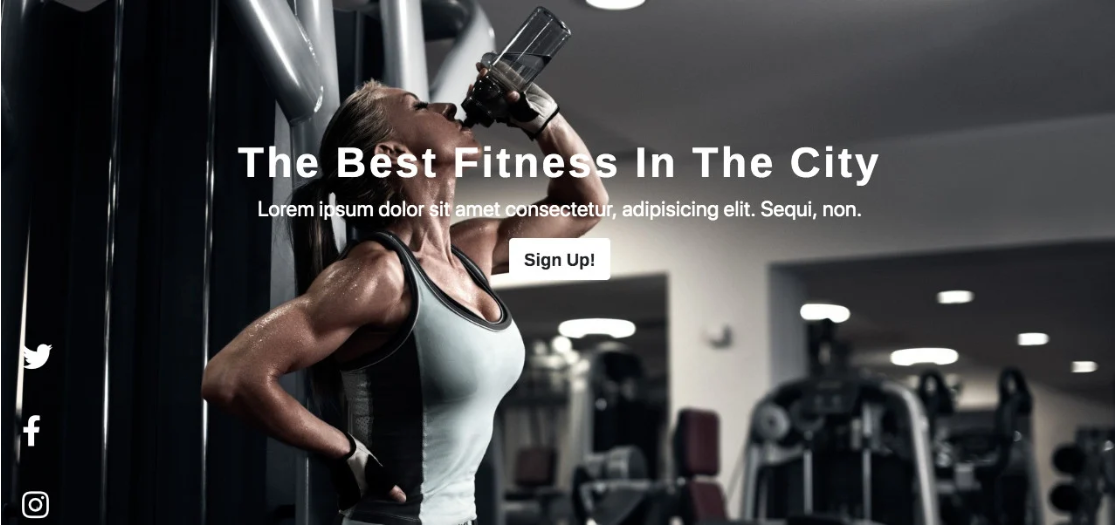 The Best Fitness In The City
Lorem ipsum dolor sit amet consectetur, adipisicing elit. Sequi, non.
Sign Up!